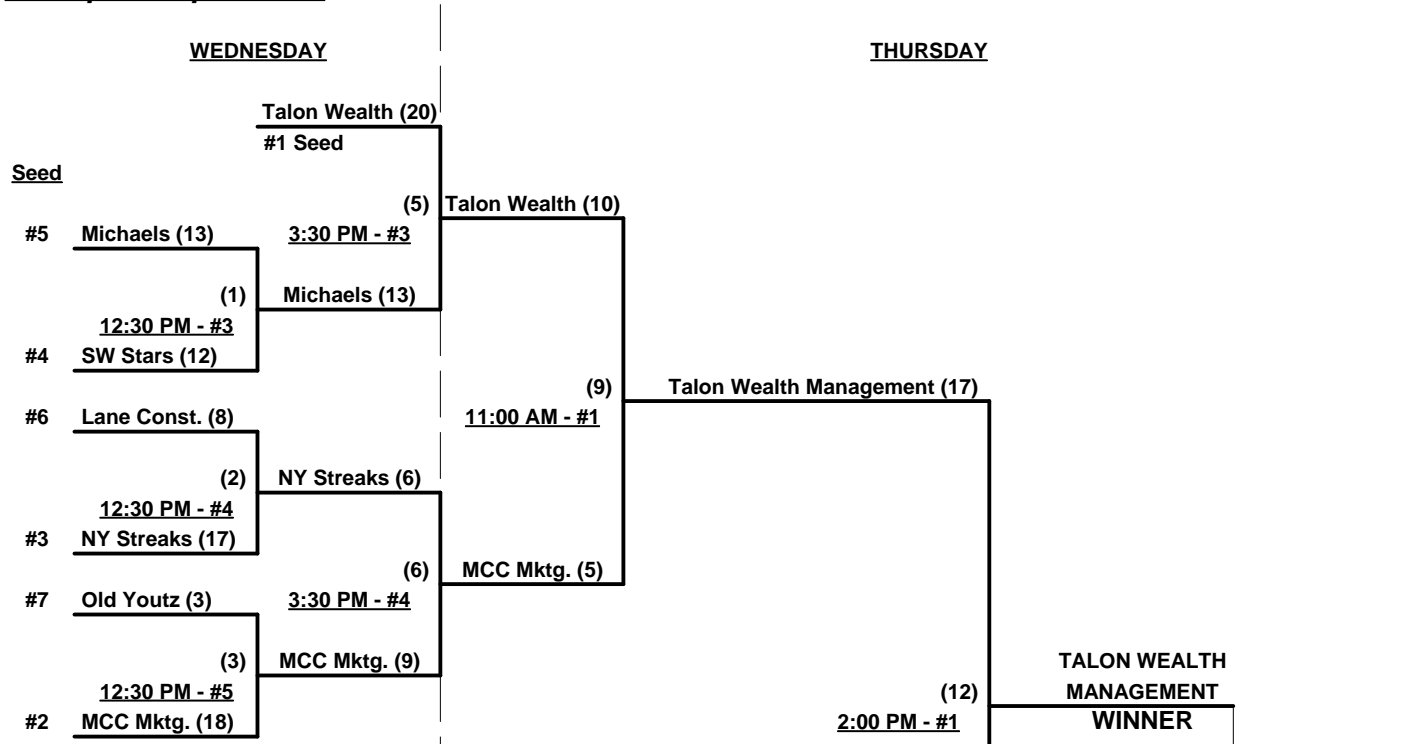 WEDNESDAY THURSDAY
Talon Wealth (20)
#1 Seed
Seed
(5) Talon Wealth (10)
#5 Michaels (13) 3:30 PM - #3
(1) Michaels (13)
12:30 PM - #3
#4 SW Stars (12)
(9) Talon Wealth Management (17)
#6 Lane Const. (8) 11:00 AM - #1
(2) NY Streaks (6)
12:30 PM - #4
#3 NY Streaks (17)
(6) MCC Mktg. (5)
#7 Old Youtz (3) 3:30 PM - #4
(3) MCC Mktg. (9) TALON WEALTH
12:30 PM - #5 (12) MANAGEMENT
#2 MCC Mktg. (18) 2:00 PM - #1 WINNER